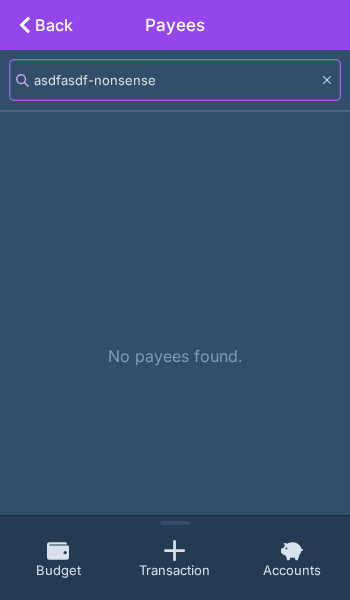 Back
Payees
asdfasdf-nonsense
No payees found.
Budget
Transaction
Accounts